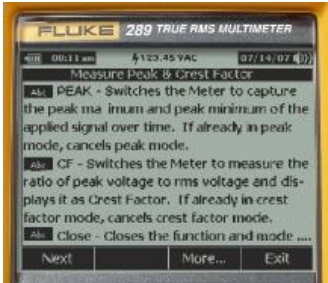 FLUKE 289 TRUE RMS MULTIMETER
00:11 am 123.45 VAC 07/14/07
Measure Peak & Crest Factor
Abc PEAK - Switches the Meter to capture
the peak ma imum and peak minimum of the
applied signal over time. If already in peak
mode, cancels peak mode.
Abc CF - Switches the Meter to measure the
ratio of peak voltage to rms voltage and dis-
plays it as Crest Factor. If already in crest
factor mode, cancels crest factor mode.
Abc Close - Closes the function and mode ....
Next More... Exit